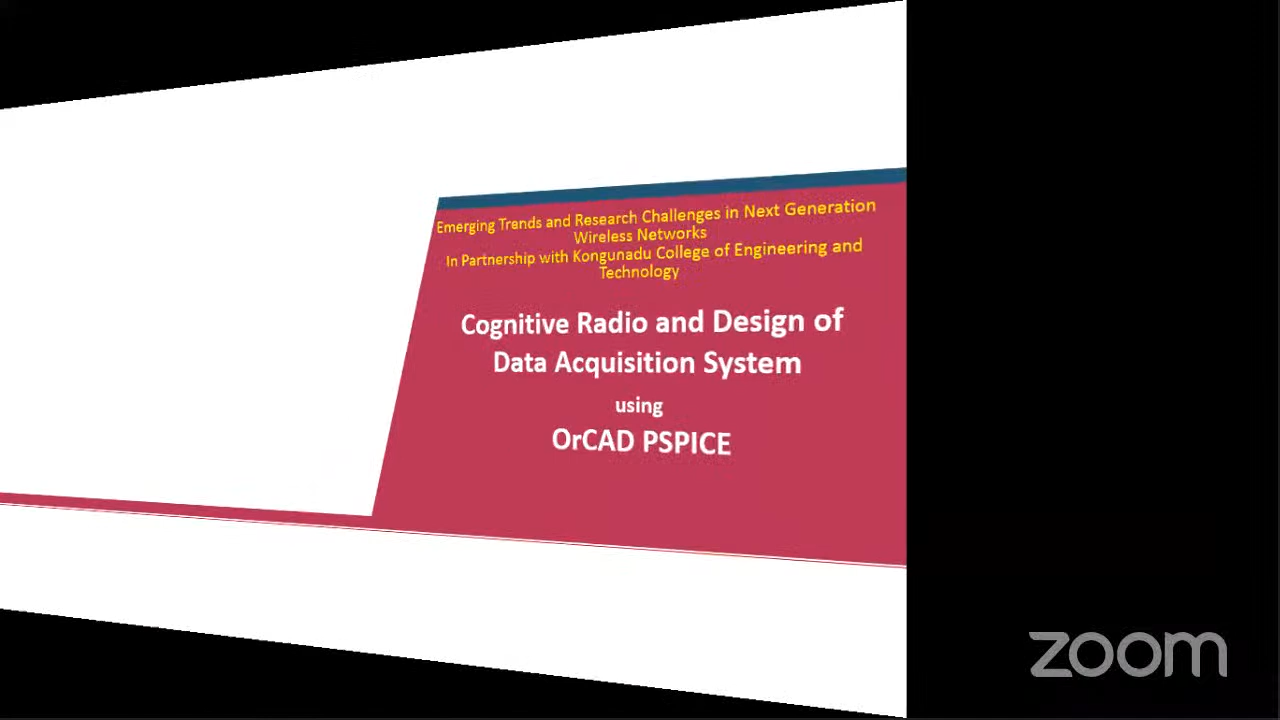 Emerging Trends and Research Challenges in Next Generation
Wireless Networks
In Partnership with Kongunadu College of Engineering and
Technology
Cognitive Radio and Design of
Data Acquisition System
using
OrCAD PSPICE
zoom